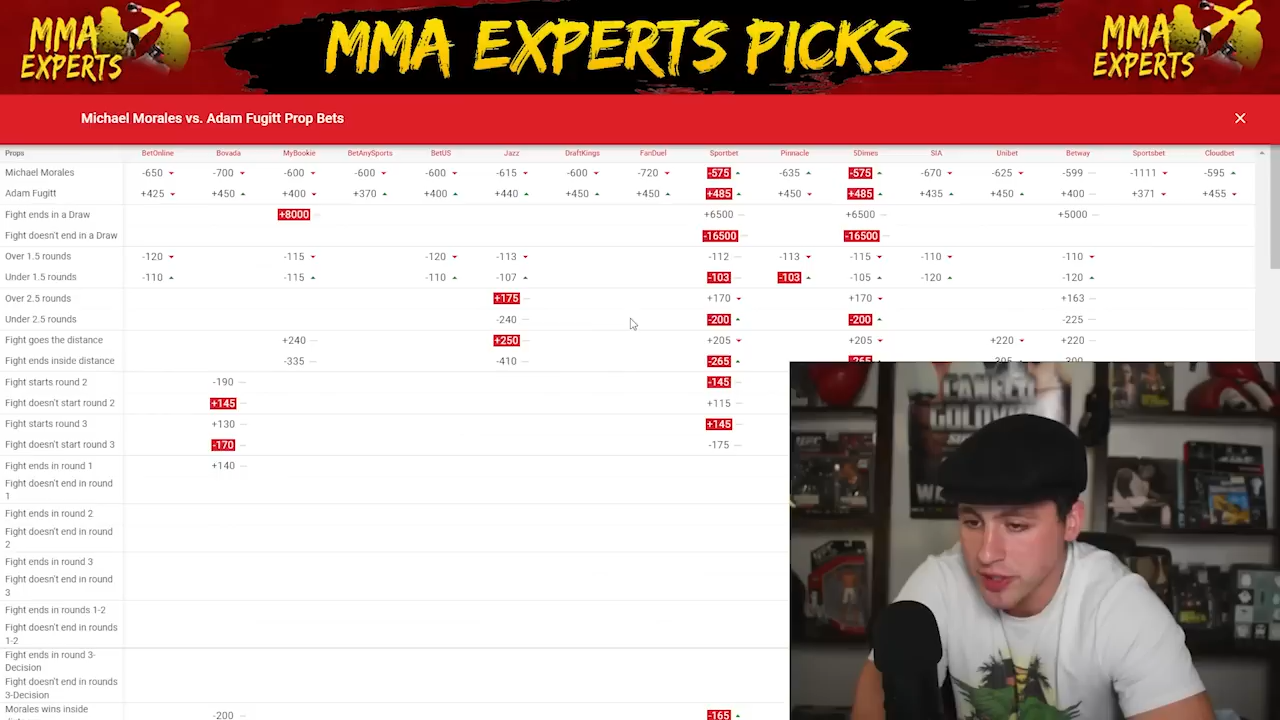 MMA EXPERTS
MMA EXPERTS PICKS
MMA EXPERTS
Michael Morales vs. Adam Fugitt Prop Bets ×
Props BetOnline Bovada MyBookie BetAnySports BetUS Jazz DraftKings FanDuel Sportbet Pinnacle 5Dimes SIA Unibet Betway Sportsbet Cloudbet
Michael Morales -650 -700 -600 -600 -600 -615 -600 -720 -575 -635 -575 -670 -625 -599 -1111 -595
Adam Fugitt +425 +450 +400 +370 +400 +440 +450 +450 +485 +450 +485 +435 +450 +400 +371 +455
Fight ends in a Draw +8000 +6500 +6500 +5000
Fight doesn't end in a Draw -16500 -16500
Over 1.5 rounds -120 -115 -120 -113 -112 -113 -115 -110 -110
Under 1.5 rounds -110 -115 -110 -107 -103 -103 -105 -120 -120
Over 2.5 rounds +175 +170 +170 +163
Under 2.5 rounds -240 -200 -200 -225
Fight goes the distance +240 +250 +205 +205 +220 +220
Fight ends inside distance -335 -410 -265
Fight starts round 2 -190 -145
Fight doesn't start round 2 +145 +115
Fight starts round 3 +130 +145
Fight doesn't start round 3 -170 -175
Fight ends in round 1 +140
Fight doesn't end in round
1
Fight ends in round 2
Fight doesn't end in round
2
Fight ends in round 3
Fight doesn't end in round
3
Fight ends in rounds 1-2
Fight doesn't end in rounds
1-2
Fight ends in round 3-
Decision
Fight doesn't end in rounds
3-Decision
Morales wins inside -200 -165
CANELO
GOLOVKIN